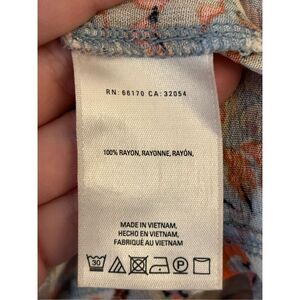 RN: 66170 CA: 32054
100% RAYON, RAYONNE, RAYÓN,
MADE IN VIETNAM,
HECHO EN VIETNAM,
FABRIQUÉ AU VIETNAM
30 P